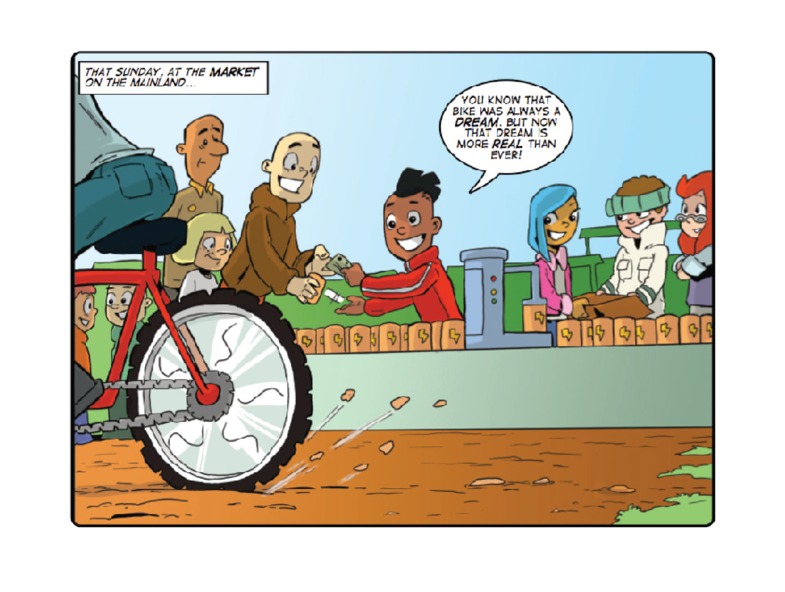 THAT SUNDAY, AT THE MARKET
ON THE MAINLAND...
YOU KNOW THAT
BIKE WAS ALWAYS A
DREAM. BUT NOW
THAT DREAM IS
MORE REAL THAN
EVER!